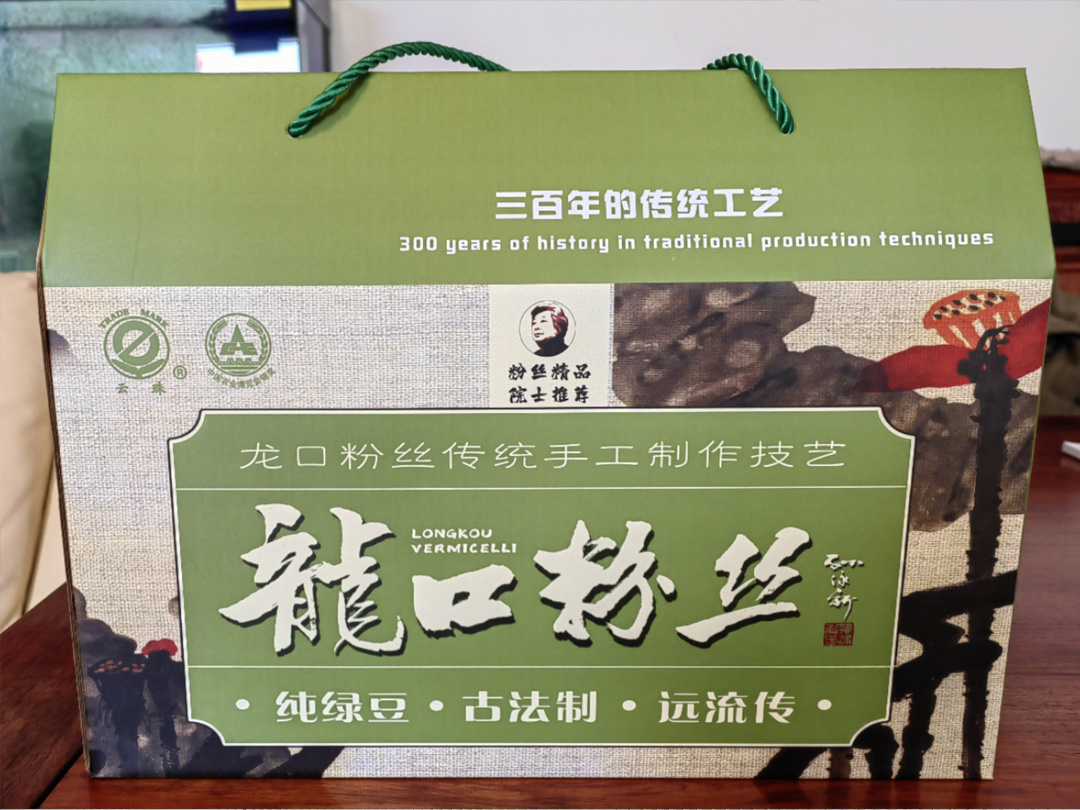 三百年的传统工艺
300 years of history in traditional production techniques
TRADE MARK
云珠®
粉丝精品
院士推荐
龙口粉丝传统手工制作技艺
龍口粉丝
LONGKOU
VERMICELLI
·纯绿豆·古法制·远流传·